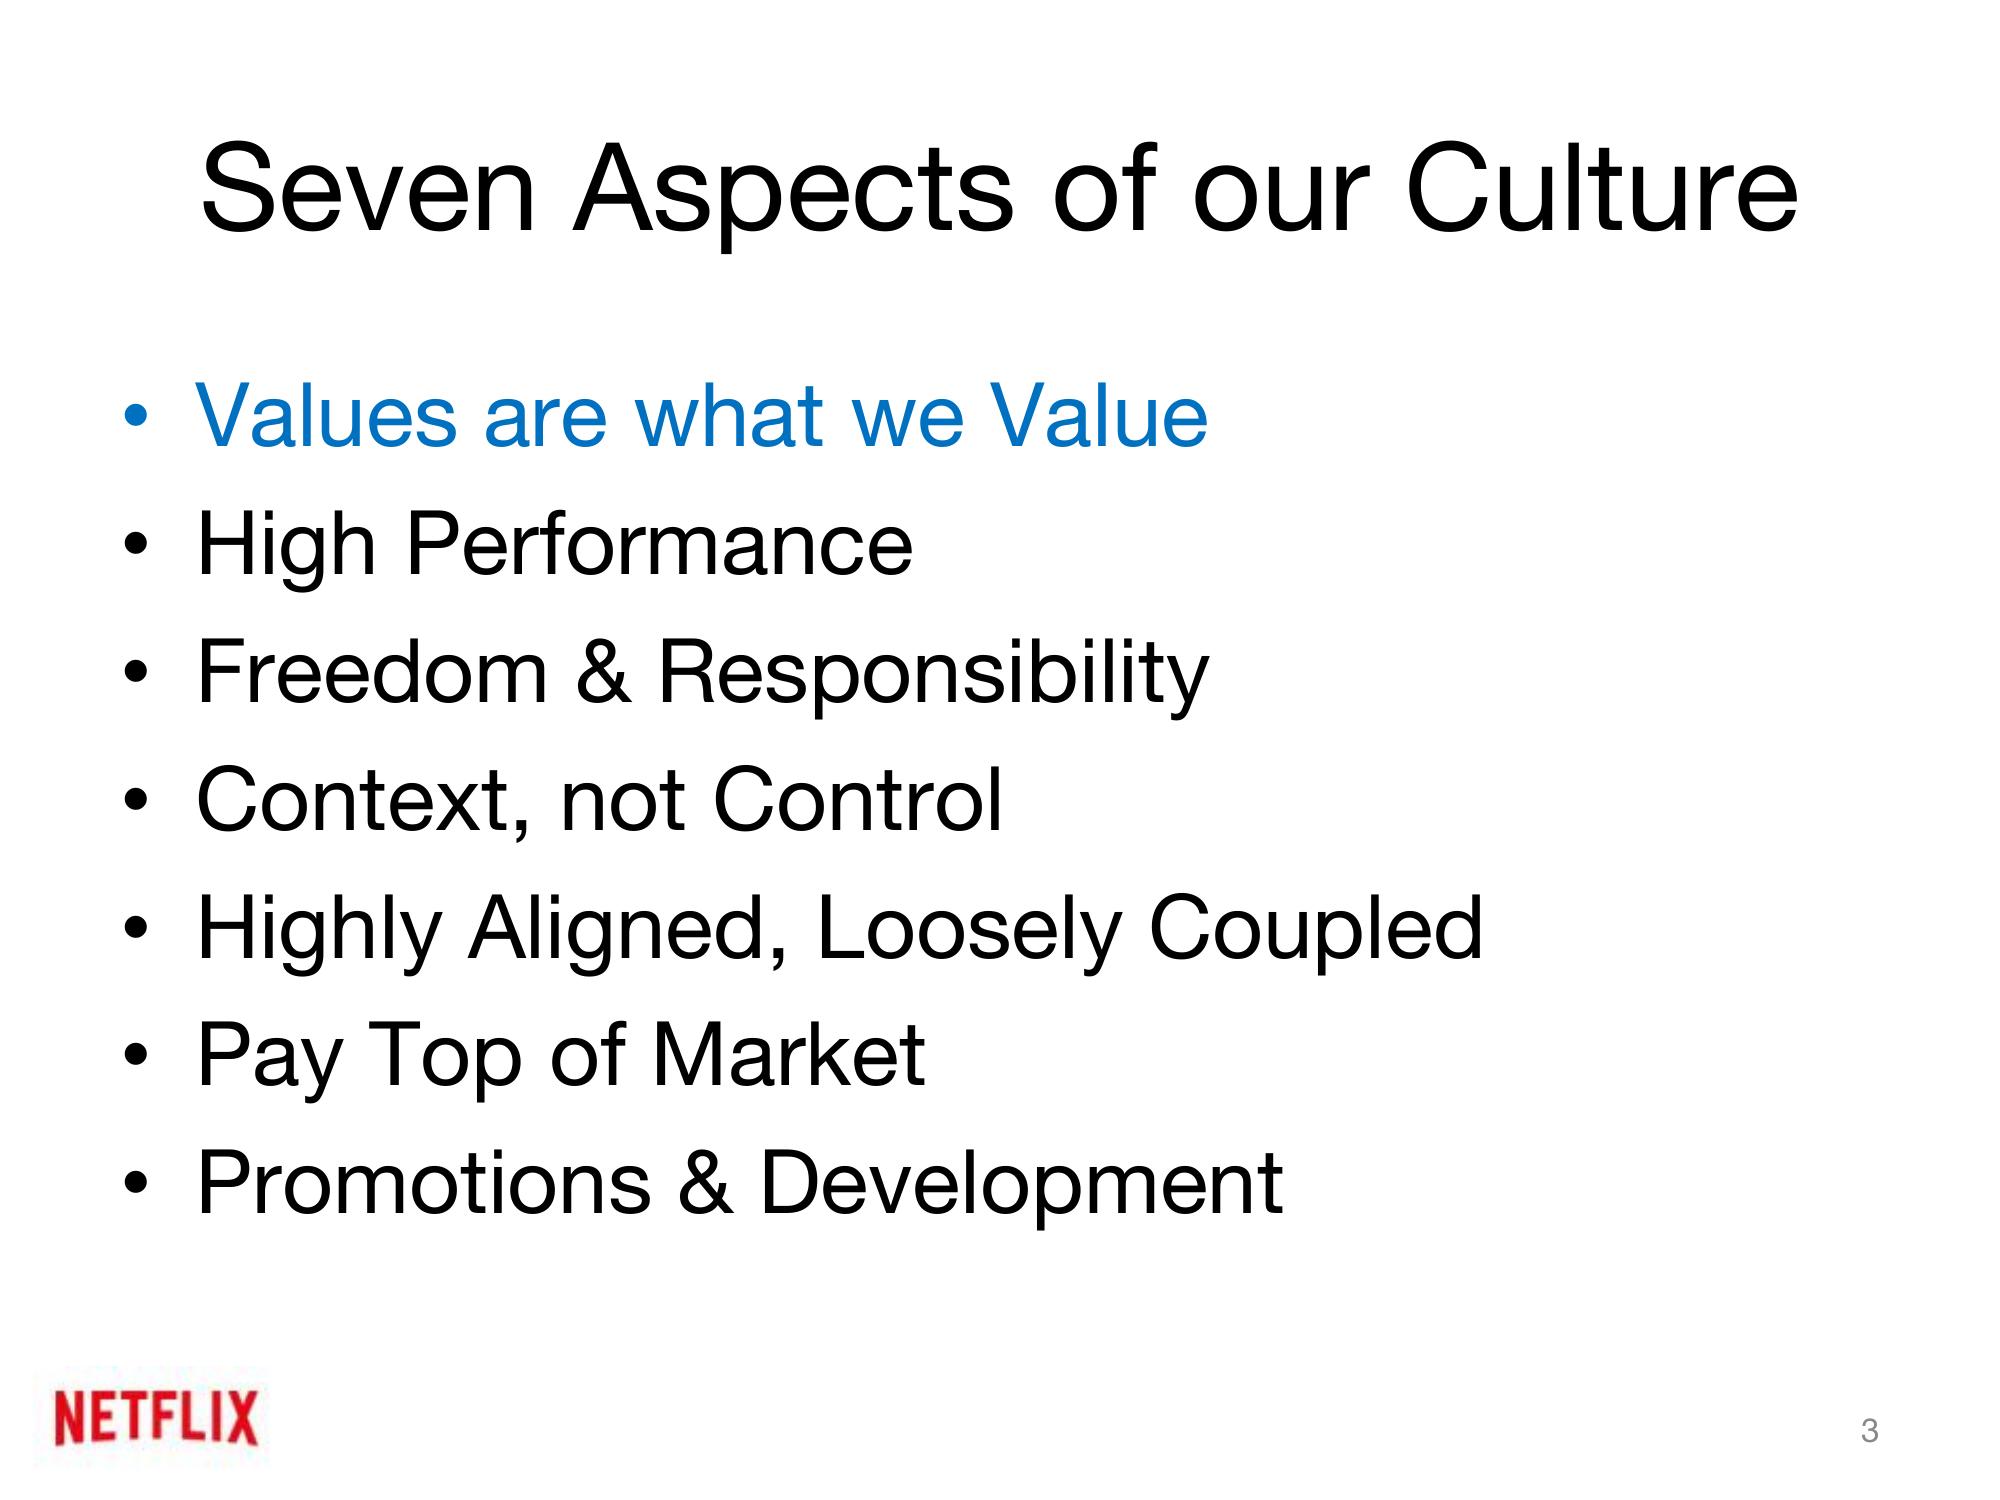 Seven Aspects of our Culture
• Values are what we Value
• High Performance
• Freedom & Responsibility
• Context, not Control
• Highly Aligned, Loosely Coupled
• Pay Top of Market
• Promotions & Development
NETFLIX
3